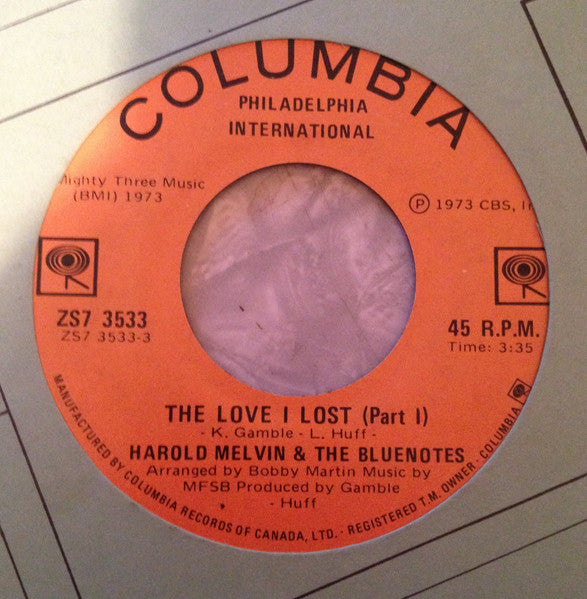 COLUMBIA
PHILADELPHIA
INTERNATIONAL
Mighty Three Music
(BMI) 1973
℗ 1973 CBS,
ZS7 3533
ZS7 3533-3
45 R.P.M.
Time: 3:35
THE LOVE I LOST (Part I)
- K. Gamble - L. Huff -
HAROLD MELVIN & THE BLUENOTES
Arranged by Bobby Martin Music by
MFSB Produced by Gamble
- Huff
MANUFACTURED BY COLUMBIA RECORDS OF CANADA, LTD. · REGISTERED T.M. OWNER · COLUMBIA